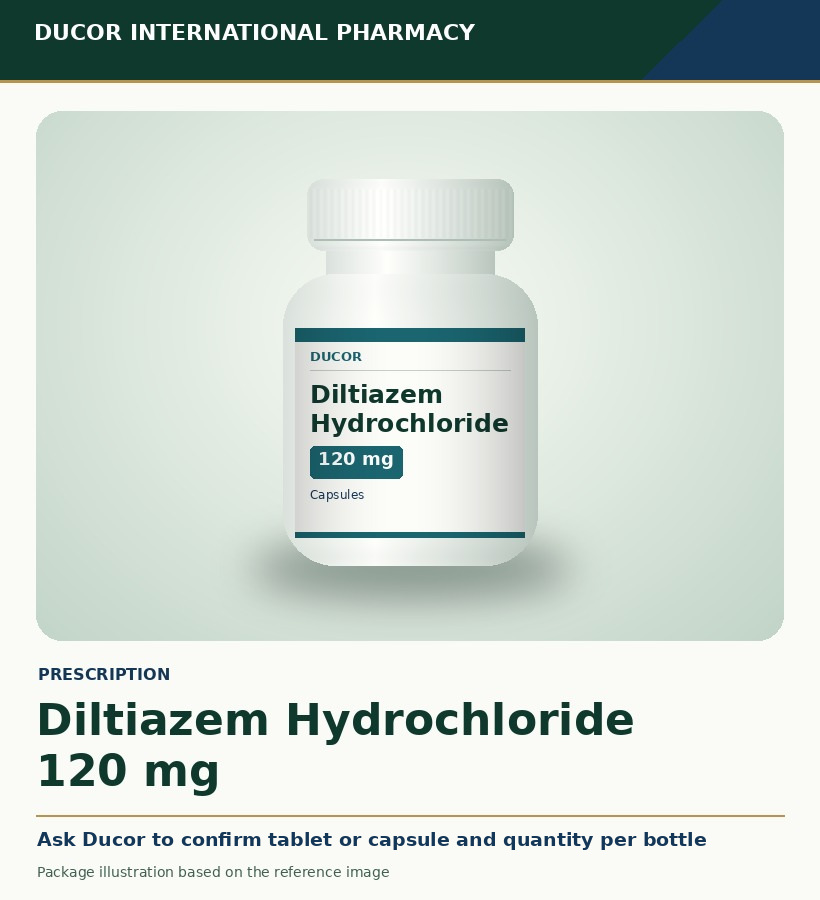 DUCOR INTERNATIONAL PHARMACY
DUCOR
Diltiazem
Hydrochloride
120 mg
Capsules
PRESCRIPTION
Diltiazem Hydrochloride
120 mg
Ask Ducor to confirm tablet or capsule and quantity per bottle
Package illustration based on the reference image